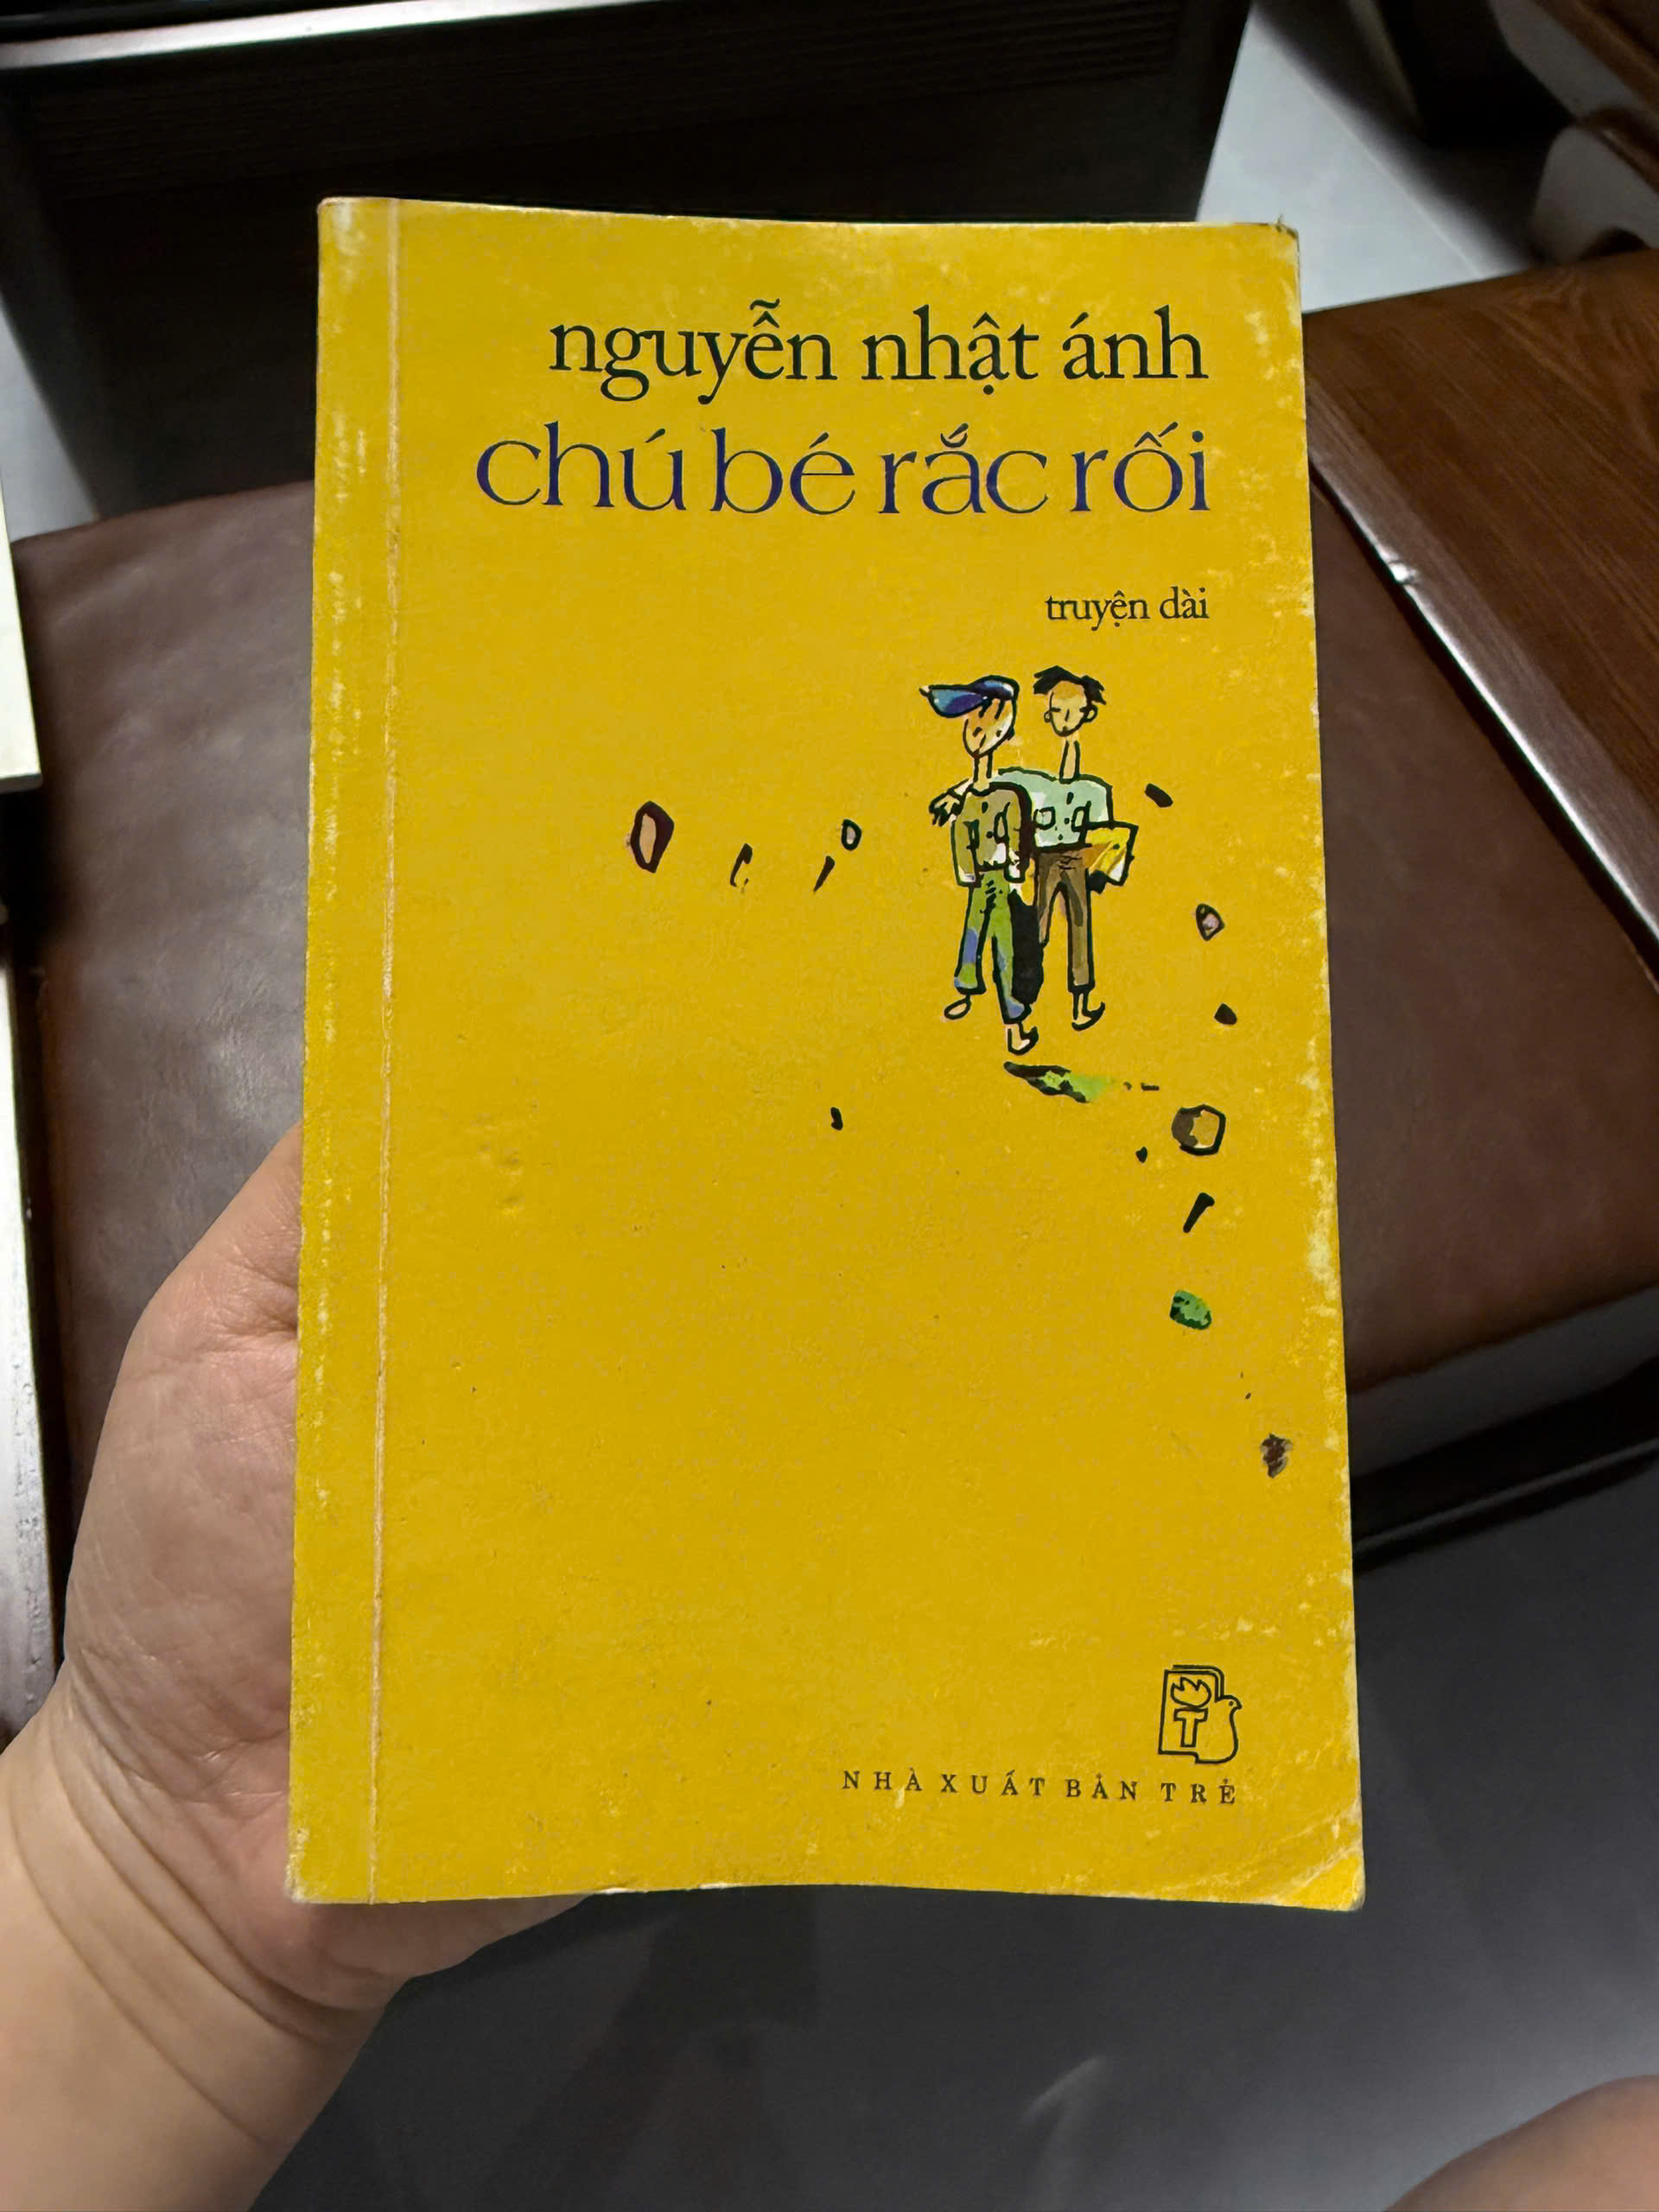 nguyễn nhật ánh
chú bé rắc rối
truyện dài
T
NHÀ XUẤT BẢN TRẺ